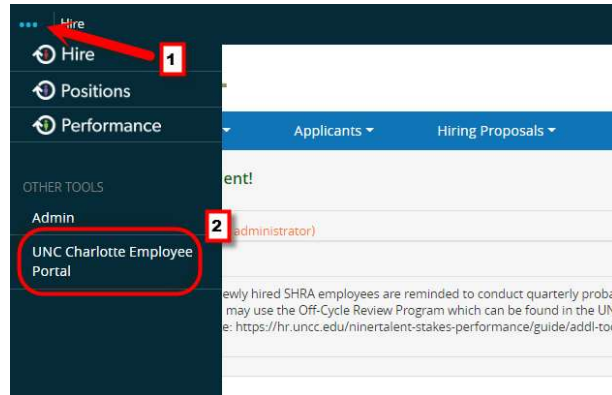 ••• Hire
1
Hire
Positions
Performance
Applicants Hiring Proposals
ent!
OTHER TOOLS
Admin
2
administrator)
UNC Charlotte Employee
Portal
ewly hired SHRA employees are reminded to conduct quarterly proba
may use the Off-Cycle Review Program which can be found in the UN
e: https://hr.uncc.edu/ninertalent-stakes-performance/guide/addl-too